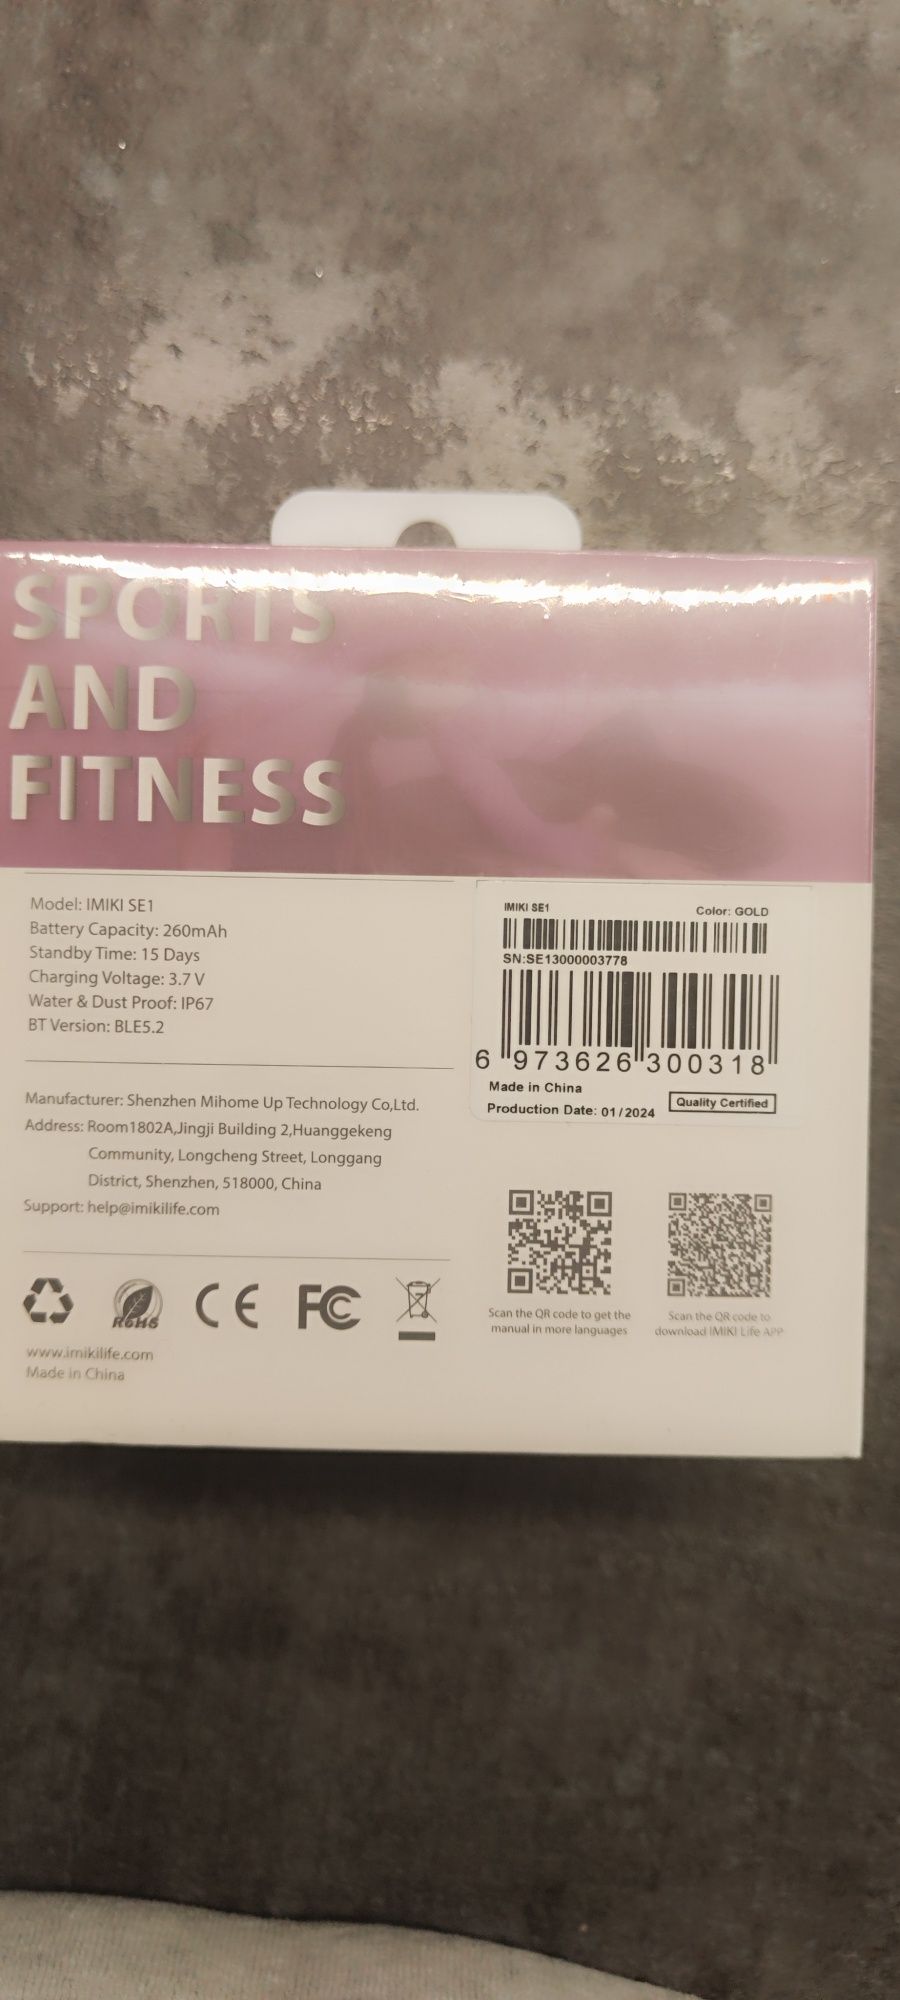 SPORTS
AND
FITNESS
Model: IMIKI SE1
Battery Capacity: 260mAh
Standby Time: 15 Days
Charging Voltage: 3.7 V
Water & Dust Proof: IP67
BT Version: BLE5.2
Manufacturer: Shenzhen Mihome Up Technology Co,Ltd.
Address: Room1802A,Jingji Building 2,Huanggekeng
Community, Longcheng Street, Longgang
District, Shenzhen, 518000, China
Support: help@imikilife.com
RoHS
CE
FC
www.imikilife.com
Made in China
IMIKI SE1 Color: GOLD
SN:SE13000003778
6 973626 300318
Made in China
Production Date: 01/2024 Quality Certified
Scan the QR code to get the
manual in more languages
Scan the QR code to
download IMIKI Life APP